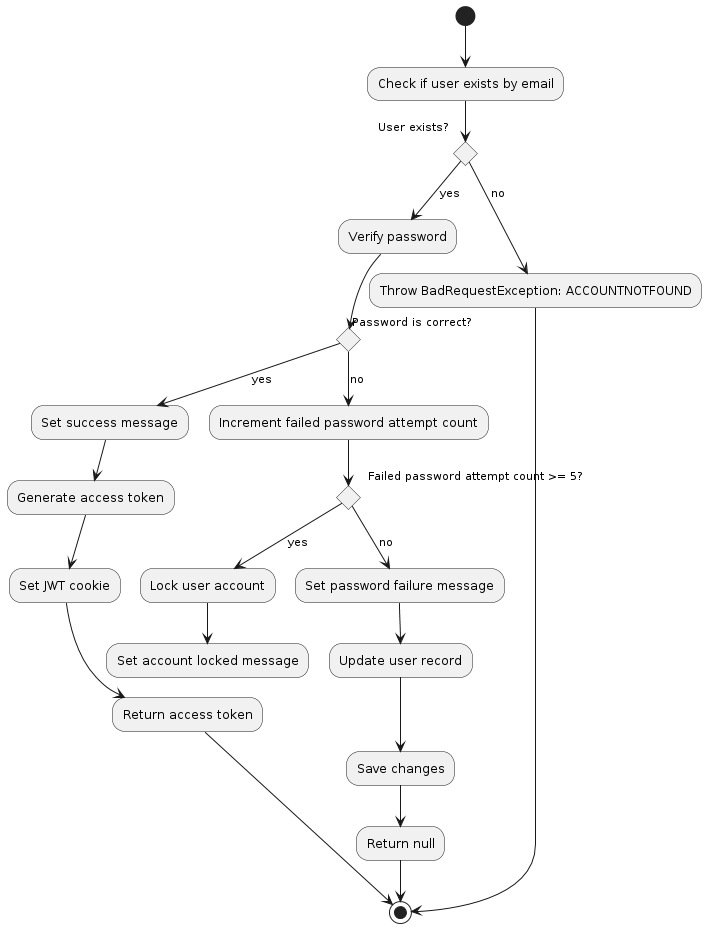 Check if user exists by email
User exists?
yes
no
Verify password
Throw BadRequestException: ACCOUNTNOTFOUND
Password is correct?
yes
no
Set success message
Increment failed password attempt count
Failed password attempt count >= 5?
Generate access token
yes
no
Set JWT cookie
Lock user account
Set password failure message
Set account locked message
Update user record
Return access token
Save changes
Return null